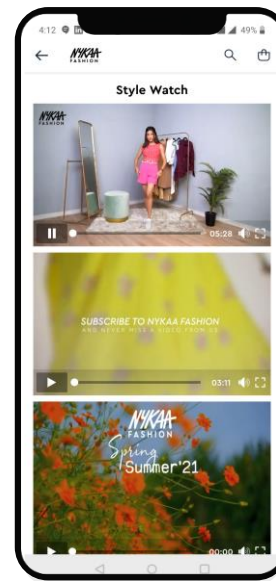 4:12
49%
NYKAA
FASHION
Style Watch
NYKAA
FASHION
05:28
SUBSCRIBE TO NYKAA FASHION
AND NEVER MISS A VIDEO FROM US
03:11
NYKAA
FASHION
Spring
Summer'21
00:00